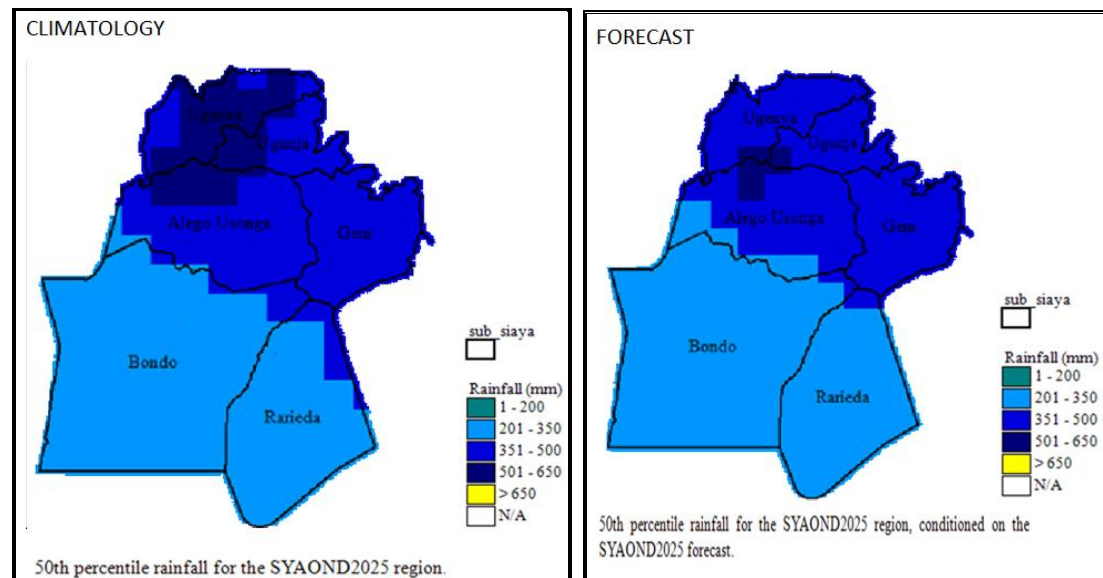 CLIMATOLOGY
Ugenya
Ugunja
Alego Usonga
Gem
Bondo
Rarieda
sub_siaya
Rainfall (mm)
1 - 200
201 - 350
351 - 500
501 - 650
> 650
N/A
50th percentile rainfall for the SYAOND2025 region.
FORECAST
Ugenya
Ugunja
Alego Usonga
Gem
Bondo
Rarieda
sub_siaya
Rainfall (mm)
1 - 200
201 - 350
351 - 500
501 - 650
> 650
N/A
50th percentile rainfall for the SYAOND2025 region, conditioned on the
SYAOND2025 forecast.